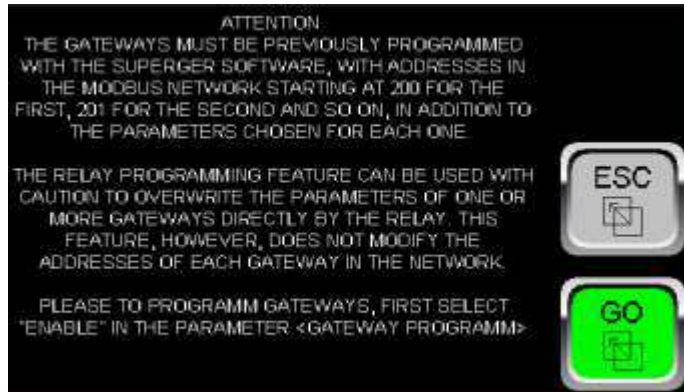 ATTENTION
THE GATEWAYS MUST BE PREVIOUSLY PROGRAMMED
WITH THE SUPERGER SOFTWARE, WITH ADDRESSES IN
THE MODBUS NETWORK STARTING AT 200 FOR THE
FIRST, 201 FOR THE SECOND AND SO ON, IN ADDITION TO
THE PARAMETERS CHOSEN FOR EACH ONE.
THE RELAY PROGRAMMING FEATURE CAN BE USED WITH
CAUTION TO OVERWRITE THE PARAMETERS OF ONE OR
MORE GATEWAYS DIRECTLY BY THE RELAY. THIS
FEATURE, HOWEVER, DOES NOT MODIFY THE
ADDRESSES OF EACH GATEWAY IN THE NETWORK.
PLEASE TO PROGRAMM GATEWAYS, FIRST SELECT
"ENABLE" IN THE PARAMETER <GATEWAY PROGRAMM>
ESC
GO